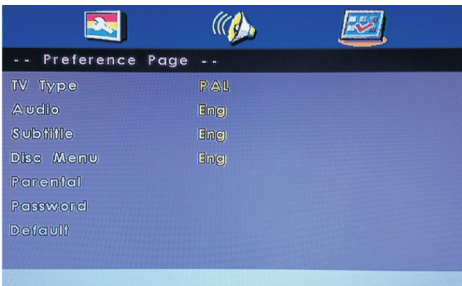 -- Preference Page --
TV Type PAL
Audio Eng
Subtitle Eng
Disc Menu Eng
Parental
Password
Default